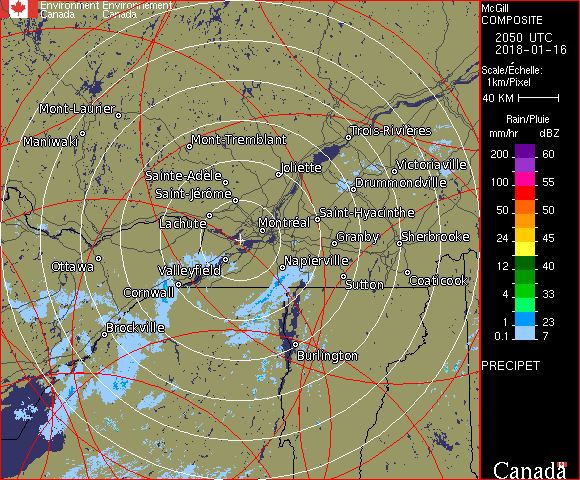 Environment Environnement
Canada Canada
McGill
COMPOSITE
2050 UTC
2018-01-16
Scale/Échelle:
1km/Pixel
40 KM
Rain/Pluie
mm/hr dBZ
200 60
150 55
100 55
50 50
24 45
12 40
4 33
1 23
0.1 7
PRECIPET
Canada
Mont-Laurier
Maniwaki
Mont-Tremblant
Trois-Rivières
Joliette
Victoriaville
Sainte-Adèle
Drummondville
Saint-Jérôme
Lachute
Saint-Hyacinthe
Montréal
Granby
Sherbrooke
Ottawa
Valleyfield
Napierville
Cornwall
Sutton
Coaticook
Brockville
Burlington